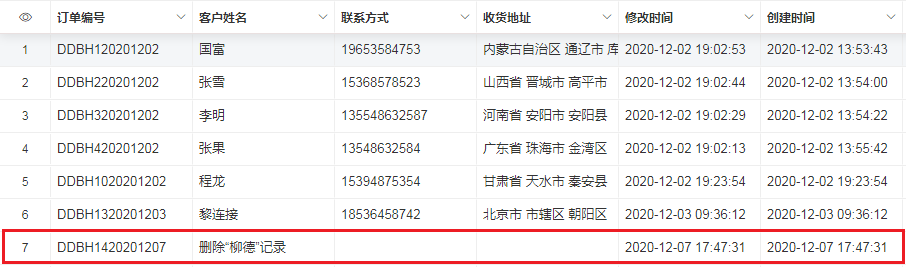 订单编号 客户姓名 联系方式 收货地址 修改时间 创建时间
1 DDBH120201202 国富 19653584753 内蒙古自治区 通辽市 库 2020-12-02 19:02:53 2020-12-02 13:53:43
2 DDBH220201202 张雪 15368578523 山西省 晋城市 高平市 2020-12-02 19:02:44 2020-12-02 13:54:00
3 DDBH320201202 李明 135548632587 河南省 安阳市 安阳县 2020-12-02 19:02:29 2020-12-02 13:54:22
4 DDBH420201202 张果 13548632584 广东省 珠海市 金湾区 2020-12-02 19:02:13 2020-12-02 13:55:42
5 DDBH1020201202 程龙 15394875354 甘肃省 天水市 秦安县 2020-12-02 19:23:54 2020-12-02 19:23:54
6 DDBH1320201203 黎连接 18536458742 北京市 市辖区 朝阳区 2020-12-03 09:36:12 2020-12-03 09:36:12
7 DDBH1420201207 删除“柳德”记录 2020-12-07 17:47:31 2020-12-07 17:47:31